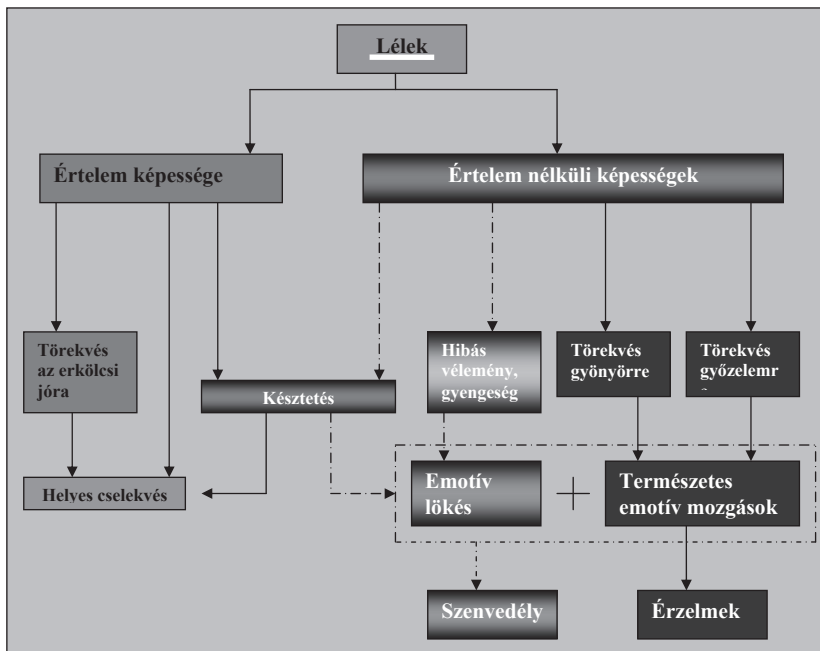 Lélek
Értelem képessége
Értelem nélküli képességek
Törekvés
az erkölcsi
jóra
Hibás
vélemény,
gyengeség
Törekvés
gyönyörre
Törekvés
győzelemr
Késztetés
Helyes cselekvés
Emotív
lökés
+
Természetes
emotív mozgások
Szenvedély
Érzelmek